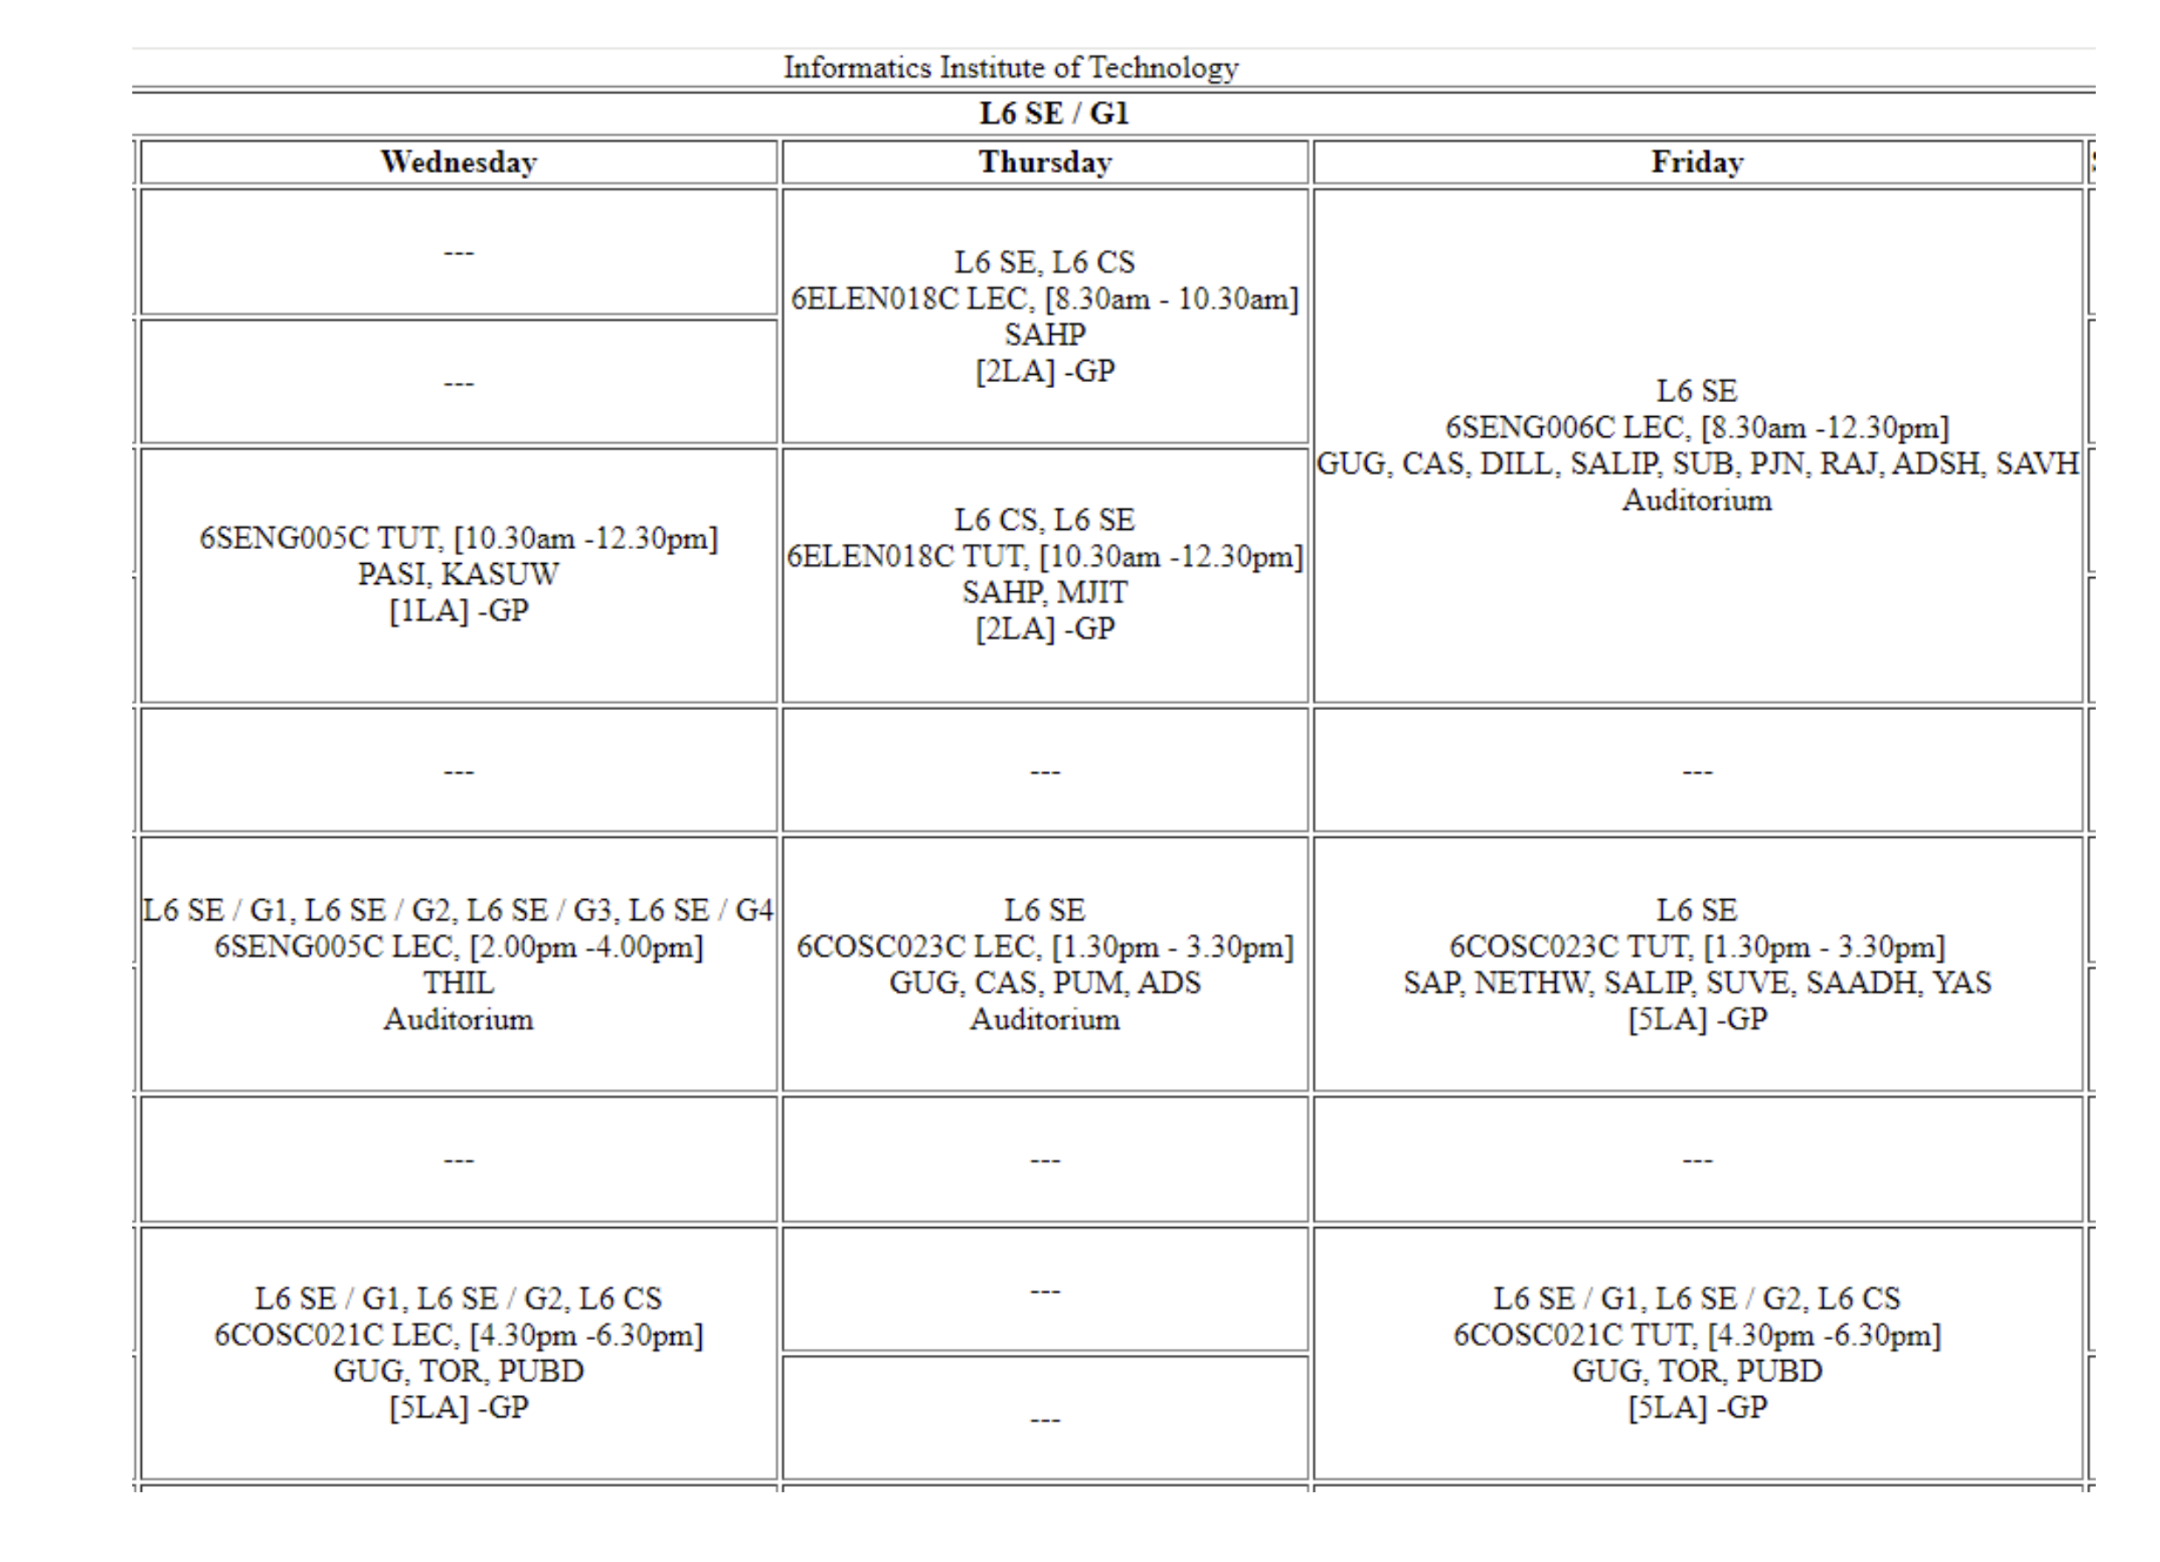 Informatics Institute of Technology
L6 SE / G1
Wednesday
Thursday
Friday
---
L6 SE, L6 CS
6ELEN018C LEC, [8.30am - 10.30am]
SAHP
[2LA] -GP
L6 SE
6SENG006C LEC, [8.30am -12.30pm]
GUG, CAS, DILL, SALIP, SUB, PJN, RAJ, ADSH, SAVH
Auditorium
---
6SENG005C TUT, [10.30am -12.30pm]
PASI, KASUW
[1LA] -GP
L6 CS, L6 SE
6ELEN018C TUT, [10.30am -12.30pm]
SAHP, MJIT
[2LA] -GP
---
---
---
L6 SE / G1, L6 SE / G2, L6 SE / G3, L6 SE / G4
6SENG005C LEC, [2.00pm -4.00pm]
THIL
Auditorium
L6 SE
6COSC023C LEC, [1.30pm - 3.30pm]
GUG, CAS, PUM, ADS
Auditorium
L6 SE
6COSC023C TUT, [1.30pm - 3.30pm]
SAP, NETHW, SALIP, SUVE, SAADH, YAS
[5LA] -GP
---
---
---
L6 SE / G1, L6 SE / G2, L6 CS
6COSC021C LEC, [4.30pm -6.30pm]
GUG, TOR, PUBD
[5LA] -GP
---
L6 SE / G1, L6 SE / G2, L6 CS
6COSC021C TUT, [4.30pm -6.30pm]
GUG, TOR, PUBD
[5LA] -GP
---